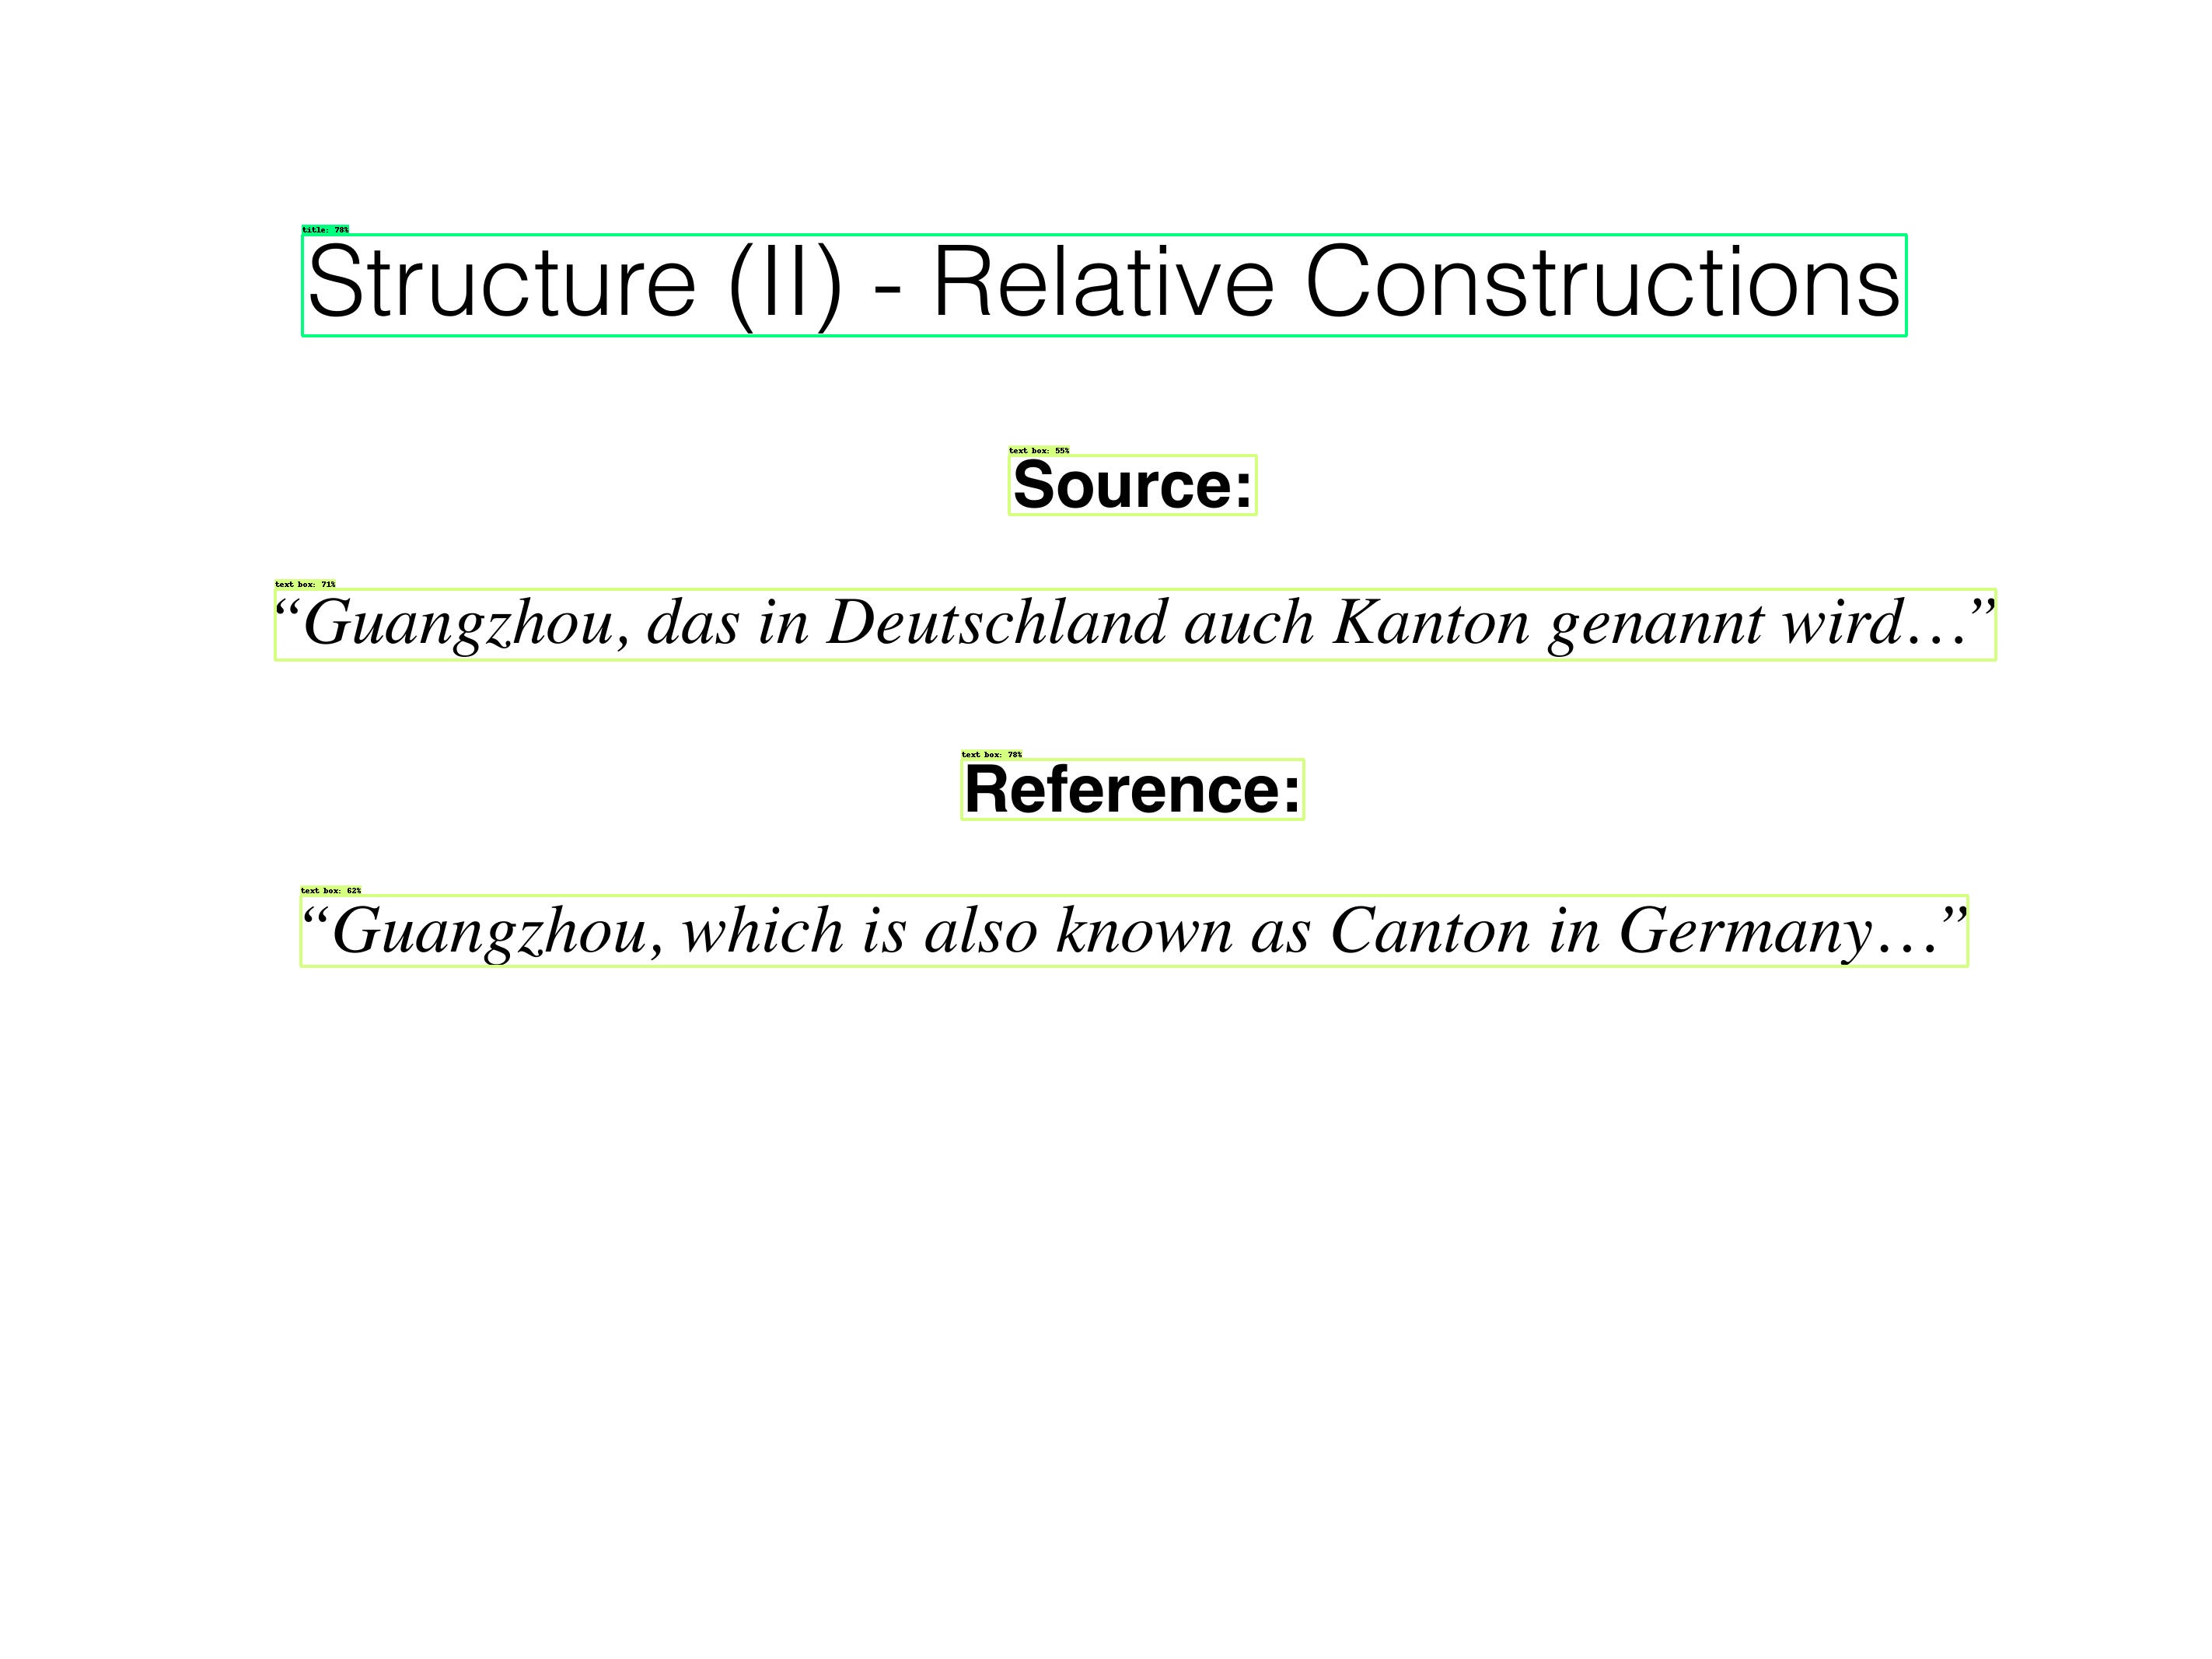 title: 78%
Structure (II) - Relative Constructions
text box: 55%
Source:
text box: 71%
“Guangzhou, das in Deutschland auch Kanton genannt wird…”
text box: 78%
Reference:
text box: 62%
“Guangzhou, which is also known as Canton in Germany…”